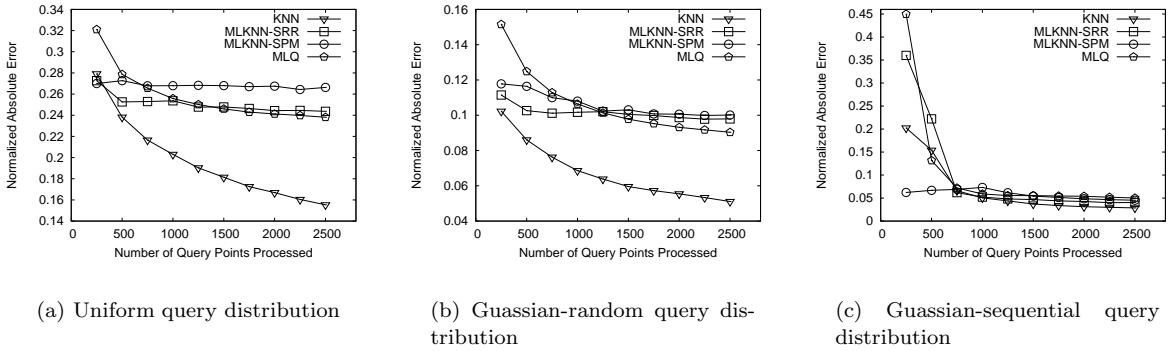 0.34
0.32
0.3
0.28
0.26
0.24
0.22
0.2
0.18
0.16
0.14
0 500 1000 1500 2000 2500
Normalized Absolute Error
Number of Query Points Processed
KNN
MLKNN-SRR
MLKNN-SPM
MLQ
(a) Uniform query distribution
0.16
0.14
0.12
0.1
0.08
0.06
0.04
0 500 1000 1500 2000 2500
Normalized Absolute Error
Number of Query Points Processed
KNN
MLKNN-SRR
MLKNN-SPM
MLQ
(b) Guassian-random query dis-
tribution
0.45
0.4
0.35
0.3
0.25
0.2
0.15
0.1
0.05
0
0 500 1000 1500 2000 2500
Normalized Absolute Error
Number of Query Points Processed
KNN
MLKNN-SRR
MLKNN-SPM
MLQ
(c) Guassian-sequential query
distribution